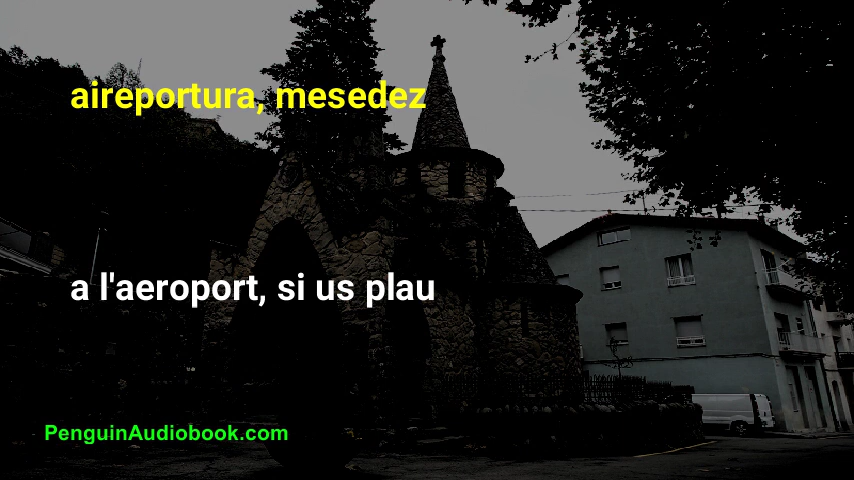 aireportura, mesedez
a l'aeroport, si us plau
PenguinAudiobook.com